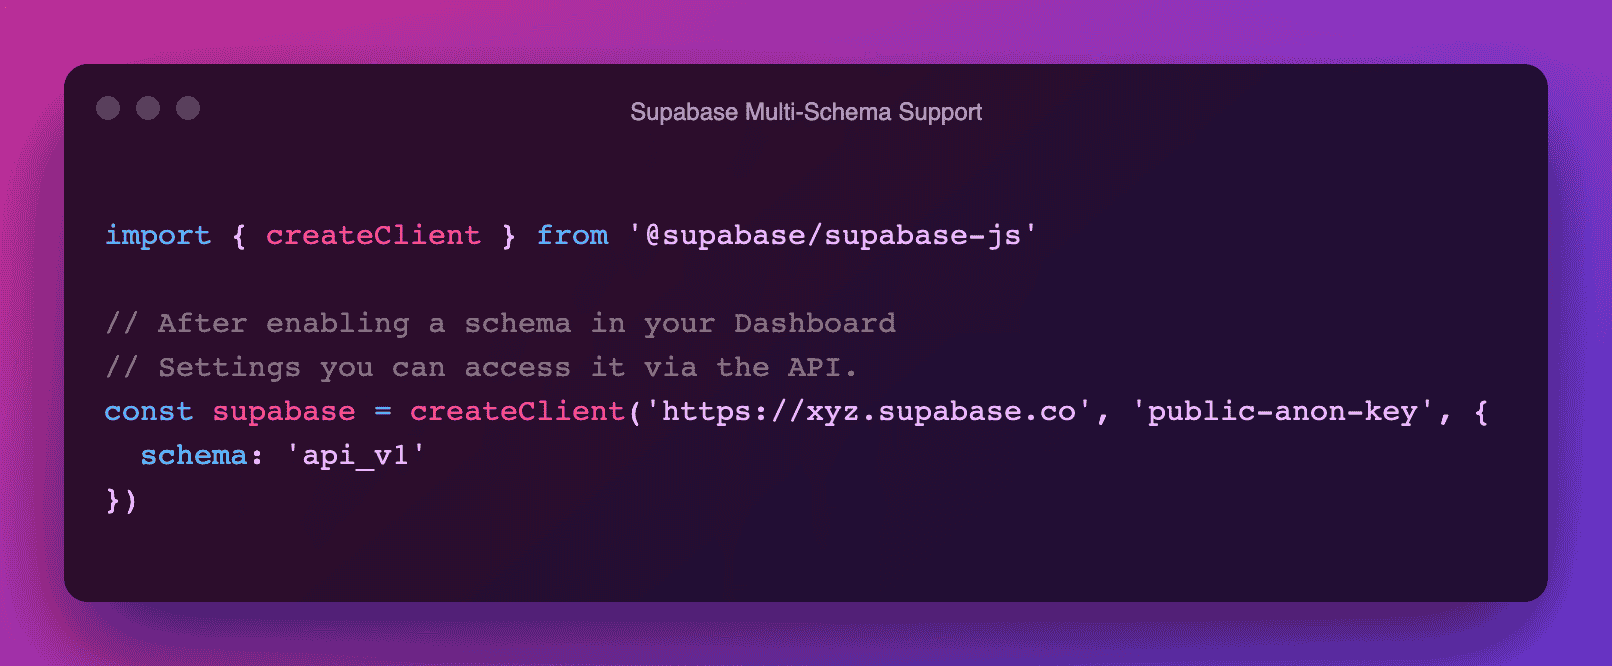 Supabase Multi-Schema Support
import { createClient } from '@supabase/supabase-js'
// After enabling a schema in your Dashboard
// Settings you can access it via the API.
const supabase = createClient('https://xyz.supabase.co', 'public-anon-key', {
  schema: 'api_v1'
})